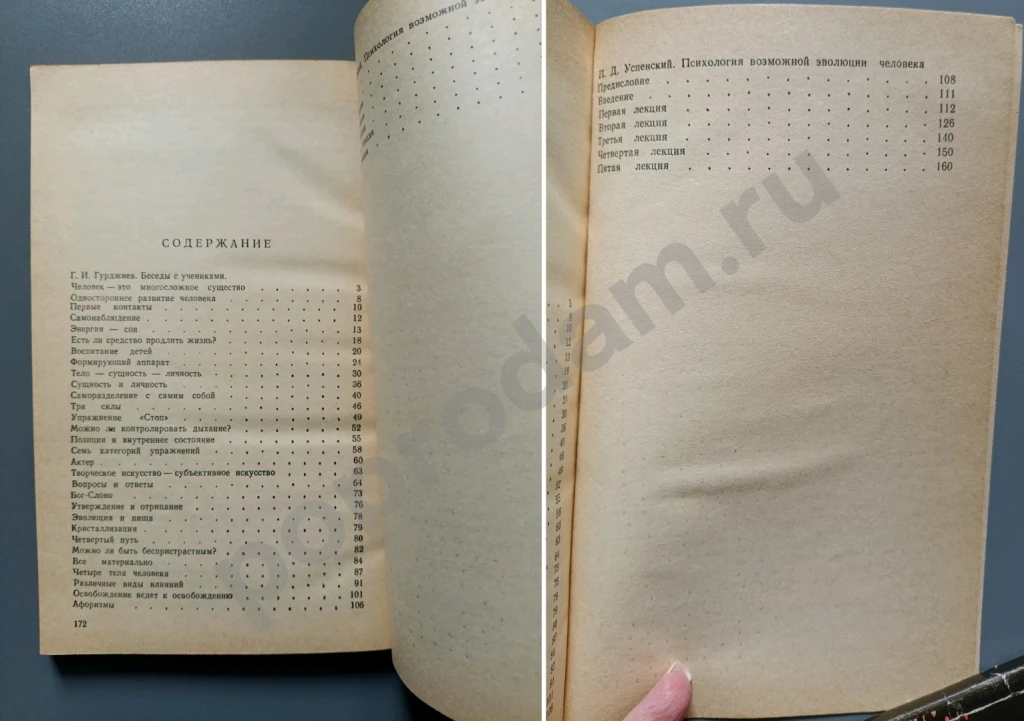 СОДЕРЖАНИЕ
Г. И. Гурджиев. Беседы с учениками.
Человек — это многосложное существо . . . . . . 3
Одностороннее развитие человека . . . . . . 8
Первые контакты . . . . . . 10
Самонаблюдение . . . . . . 12
Энергия — сон . . . . . . 13
Есть ли средство продлить жизнь? . . . . . . 18
Воспитание детей . . . . . . 20
Формирующий аппарат . . . . . . 24
Тело — сущность — личность . . . . . . 30
Сущность и личность . . . . . . 36
Саморазделение с самим собой . . . . . . 40
Три силы . . . . . . 46
Упражнение «Стоп» . . . . . . 49
Можно ли контролировать дыхание? . . . . . . 52
Позиции и внутреннее состояние . . . . . . 55
Семь категорий упражнений . . . . . . 58
Актер . . . . . . 60
Творческое искусство — субъективное искусство . . . . . . 63
Вопросы и ответы . . . . . . 64
Бог-Слово . . . . . . 73
Утверждение и отрицание . . . . . . 76
Эволюция и пища . . . . . . 78
Кристаллизация . . . . . . 79
Четвертый путь . . . . . . 80
Можно ли быть беспристрастным? . . . . . . 82
Все материально . . . . . . 84
Четыре тела человека . . . . . . 87
Различные виды влияний . . . . . . 91
Освобождение ведет к освобождению . . . . . . 101
Афоризмы . . . . . . 106
172
Психология возможной
П. Д. Успенский. Психология возможной эволюции человека
Предисловие . . . . . . 108
Введение . . . . . . 111
Первая лекция . . . . . . 112
Вторая лекция . . . . . . 126
Третья лекция . . . . . . 140
Четвертая лекция . . . . . . 150
Пятая лекция . . . . . . 160
poprodam.ru